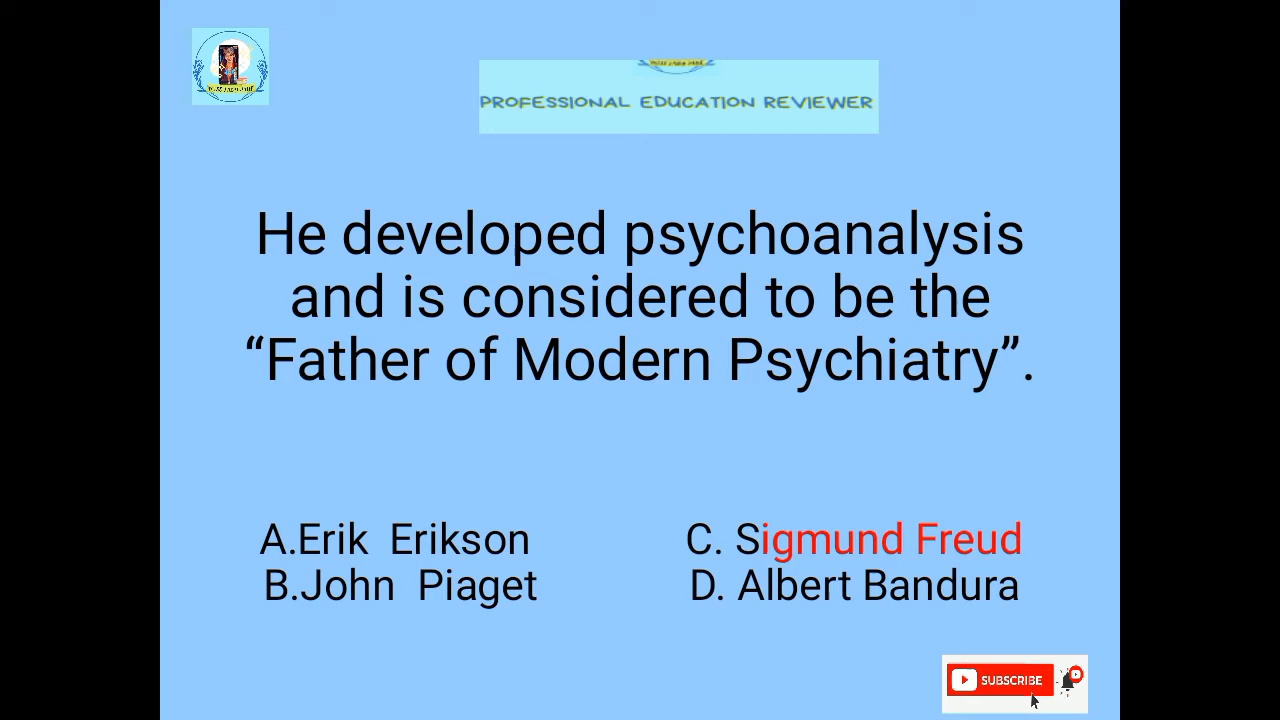 PROFESSIONAL EDUCATION REVIEWER
He developed psychoanalysis
and is considered to be the
“Father of Modern Psychiatry”.
A.Erik Erikson
B.John Piaget
C. Sigmund Freud
D. Albert Bandura
SUBSCRIBE